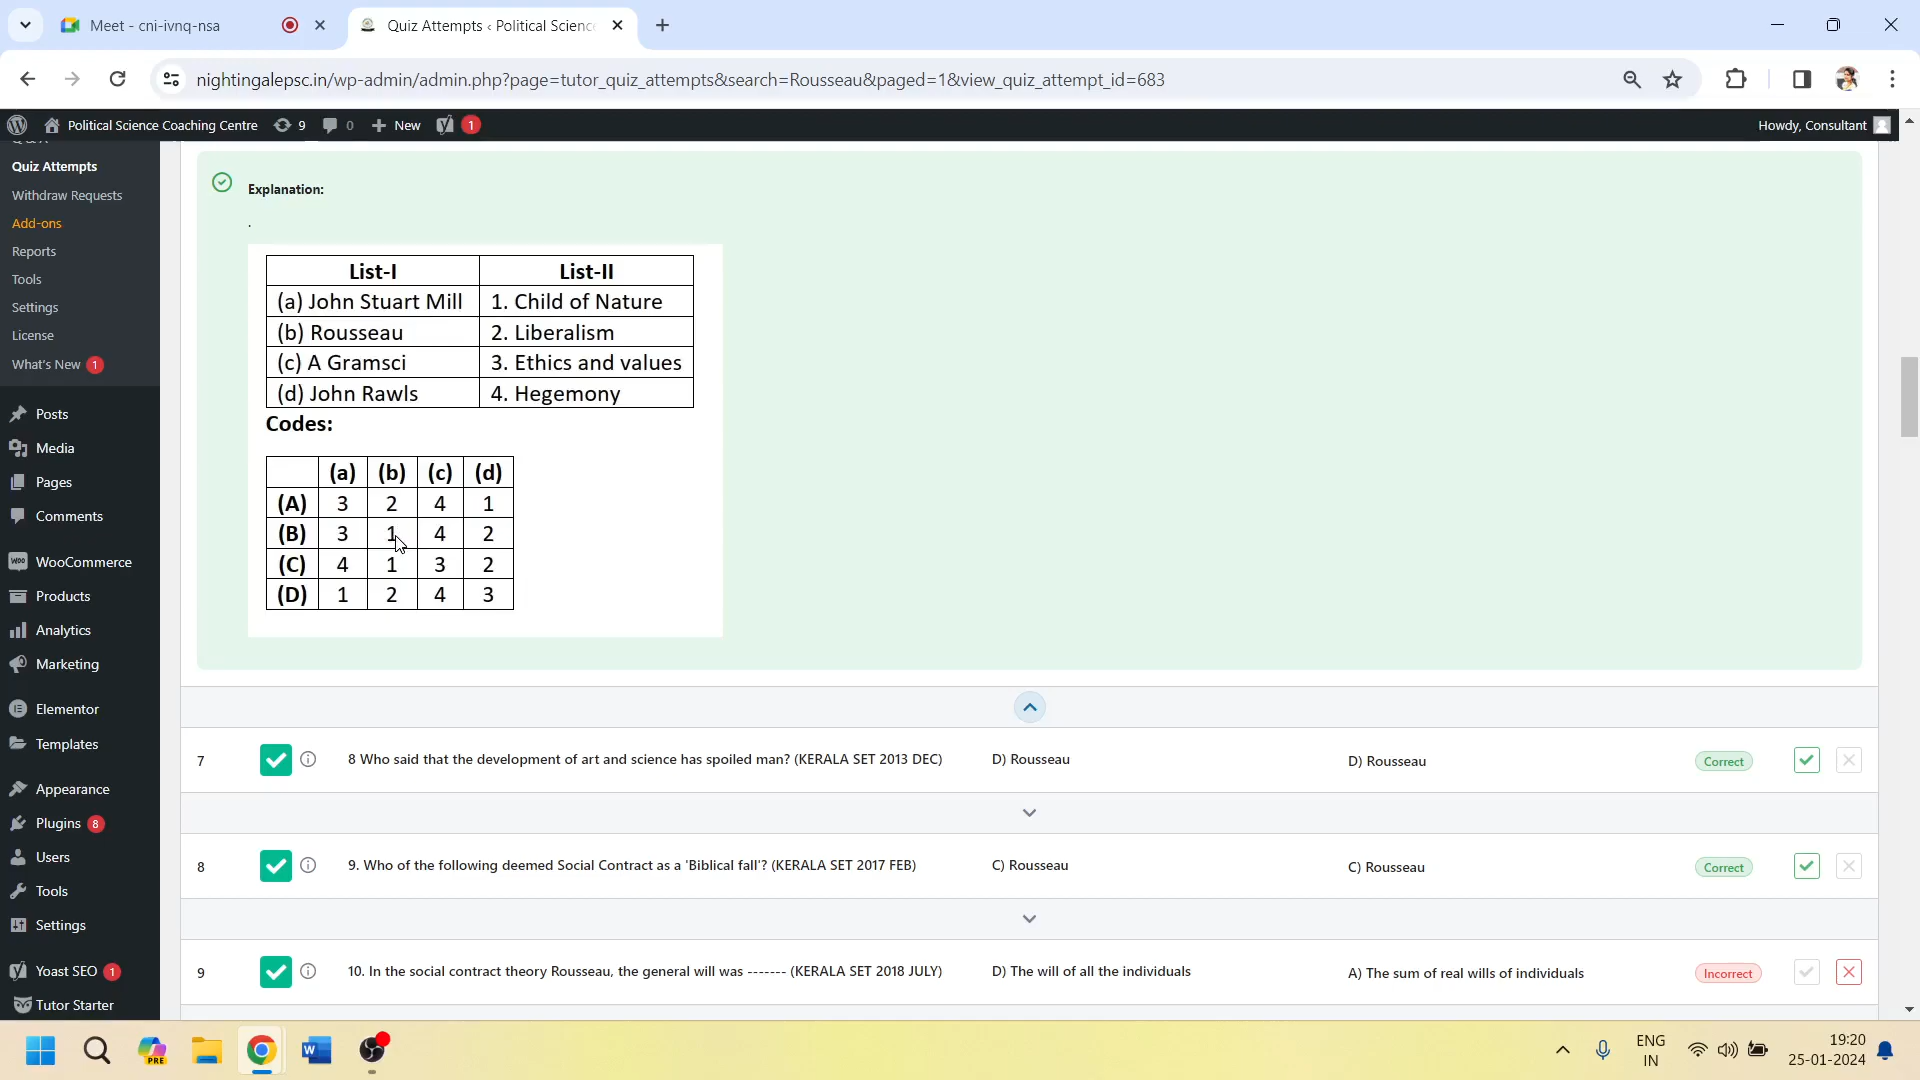 Meet - cni-ivnq-nsa
Quiz Attempts ‹ Political Science
nightingalepsc.in/wp-admin/admin.php?page=tutor_quiz_attempts&search=Rousseau&paged=1&view_quiz_attempt_id=683
Political Science Coaching Centre 9 0 New 1 Howdy, Consultant
Quiz Attempts
Withdraw Requests
Add-ons
Reports
Tools
Settings
License
What's New 1
Posts
Media
Pages
Comments
WooCommerce
Products
Analytics
Marketing
Elementor
Templates
Appearance
Plugins 8
Users
Tools
Settings
Yoast SEO 1
Tutor Starter
Explanation:
.
List-I List-II
(a) John Stuart Mill 1. Child of Nature
(b) Rousseau 2. Liberalism
(c) A Gramsci 3. Ethics and values
(d) John Rawls 4. Hegemony
Codes:
(a) (b) (c) (d)
(A) 3 2 4 1
(B) 3 1 4 2
(C) 4 1 3 2
(D) 1 2 4 3
7 8 Who said that the development of art and science has spoiled man? (KERALA SET 2013 DEC) D) Rousseau D) Rousseau Correct
8 9. Who of the following deemed Social Contract as a 'Biblical fall'? (KERALA SET 2017 FEB) C) Rousseau C) Rousseau Correct
9 10. In the social contract theory Rousseau, the general will was ------- (KERALA SET 2018 JULY) D) The will of all the individuals A) The sum of real wills of individuals Incorrect
PRE
ENG
IN
19:20
25-01-2024